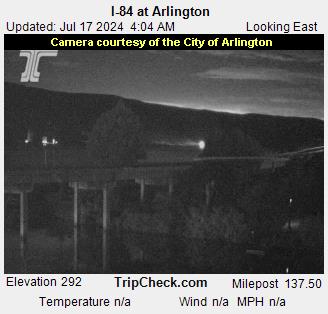 I-84 at Arlington
Updated: Jul 17 2024 4:04 AM Looking East
Camera courtesy of the City of Arlington
Elevation 292 TripCheck.com Milepost 137.50
Temperature n/a Wind n/a MPH n/a